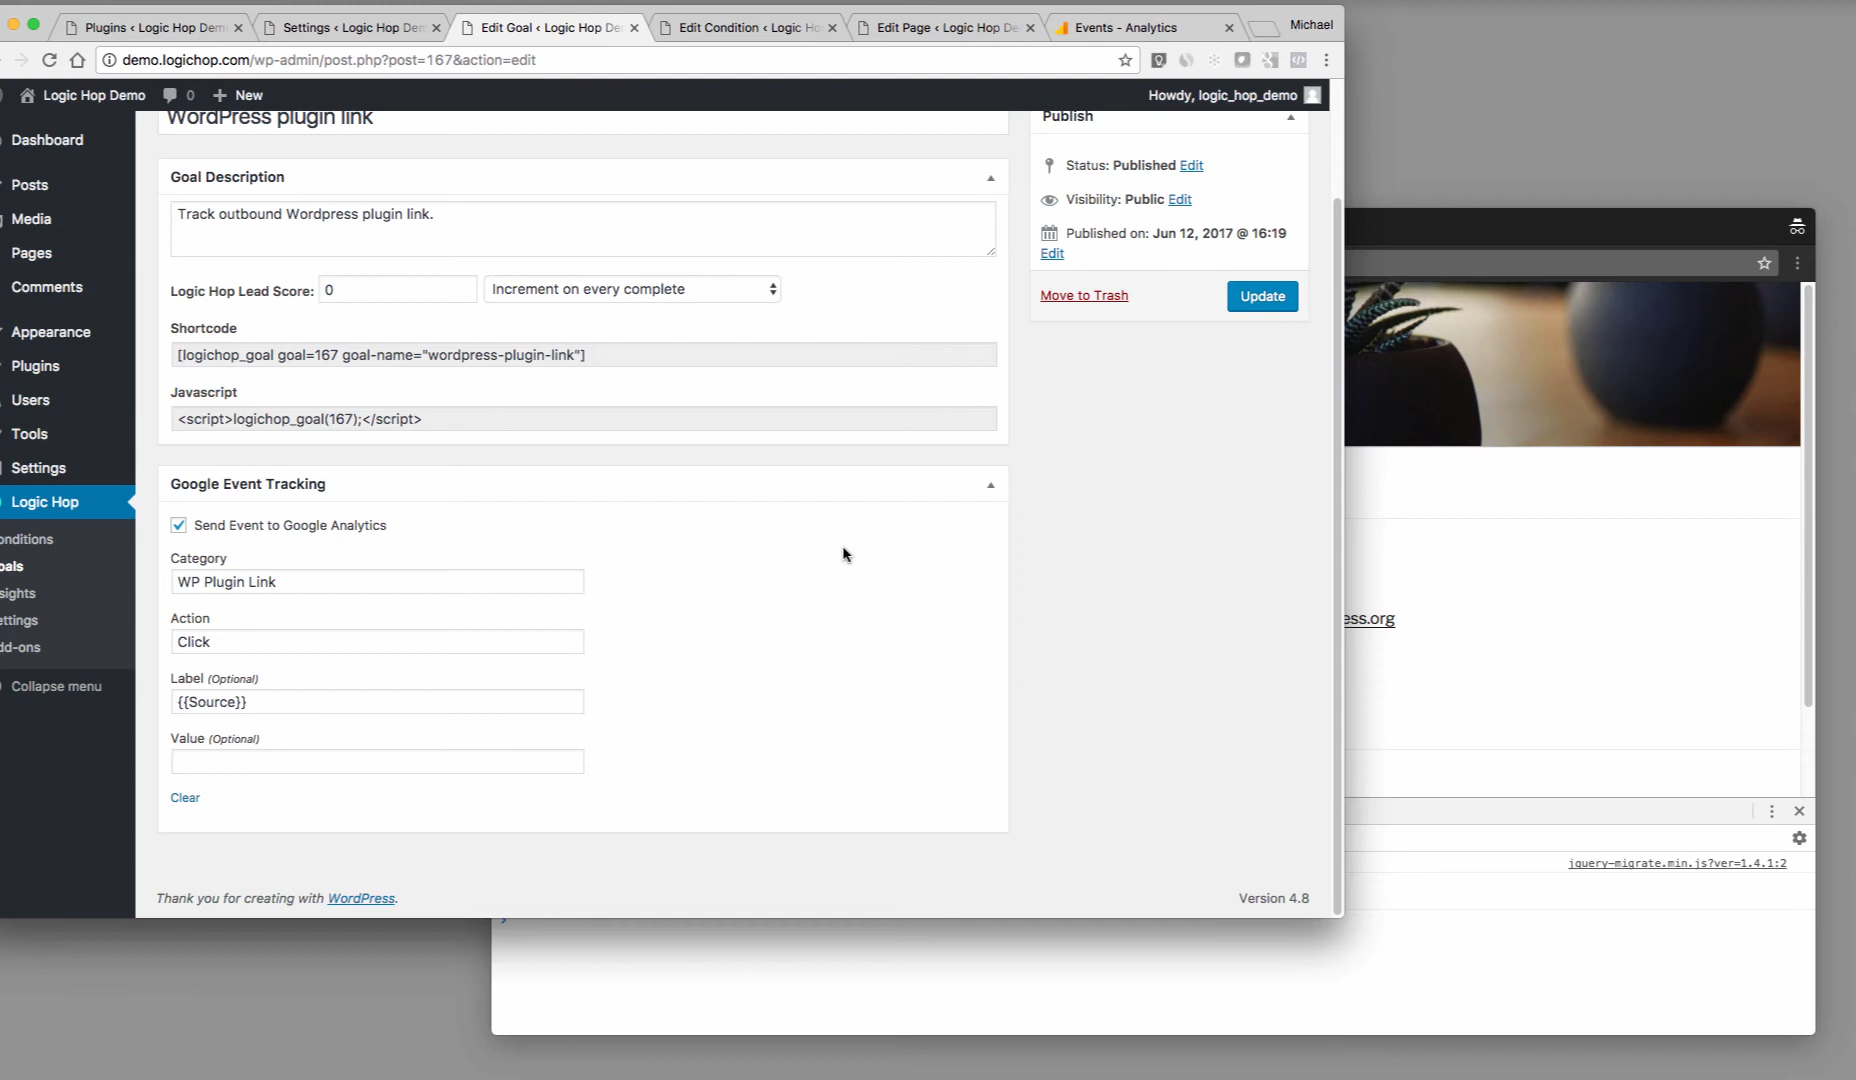 Plugins ‹ Logic Hop Dem
Settings ‹ Logic Hop Dem
Edit Goal ‹ Logic Hop De
Edit Condition ‹ Logic H
Edit Page ‹ Logic Hop De
Events - Analytics
Michael
demo.logichop.com/wp-admin/post.php?post=167&action=edit
Logic Hop Demo
0
New
Howdy, logic_hop_demo
Dashboard
Posts
Media
Pages
Comments
Appearance
Plugins
Users
Tools
Settings
Logic Hop
onditions
oals
sights
ettings
dd-ons
Collapse menu
WordPress plugin link
Goal Description
Track outbound Wordpress plugin link.
Logic Hop Lead Score:
0
Increment on every complete
Shortcode
[logichop_goal goal=167 goal-name="wordpress-plugin-link"]
Javascript
<script>logichop_goal(167);</script>
Google Event Tracking
Send Event to Google Analytics
Category
WP Plugin Link
Action
Click
Label (Optional)
{{Source}}
Value (Optional)
Clear
Publish
Status: Published Edit
Visibility: Public Edit
Published on: Jun 12, 2017 @ 16:19
Edit
Move to Trash
Update
Thank you for creating with WordPress.
Version 4.8
ess.org
jquery-migrate.min.js?ver=1.4.1:2